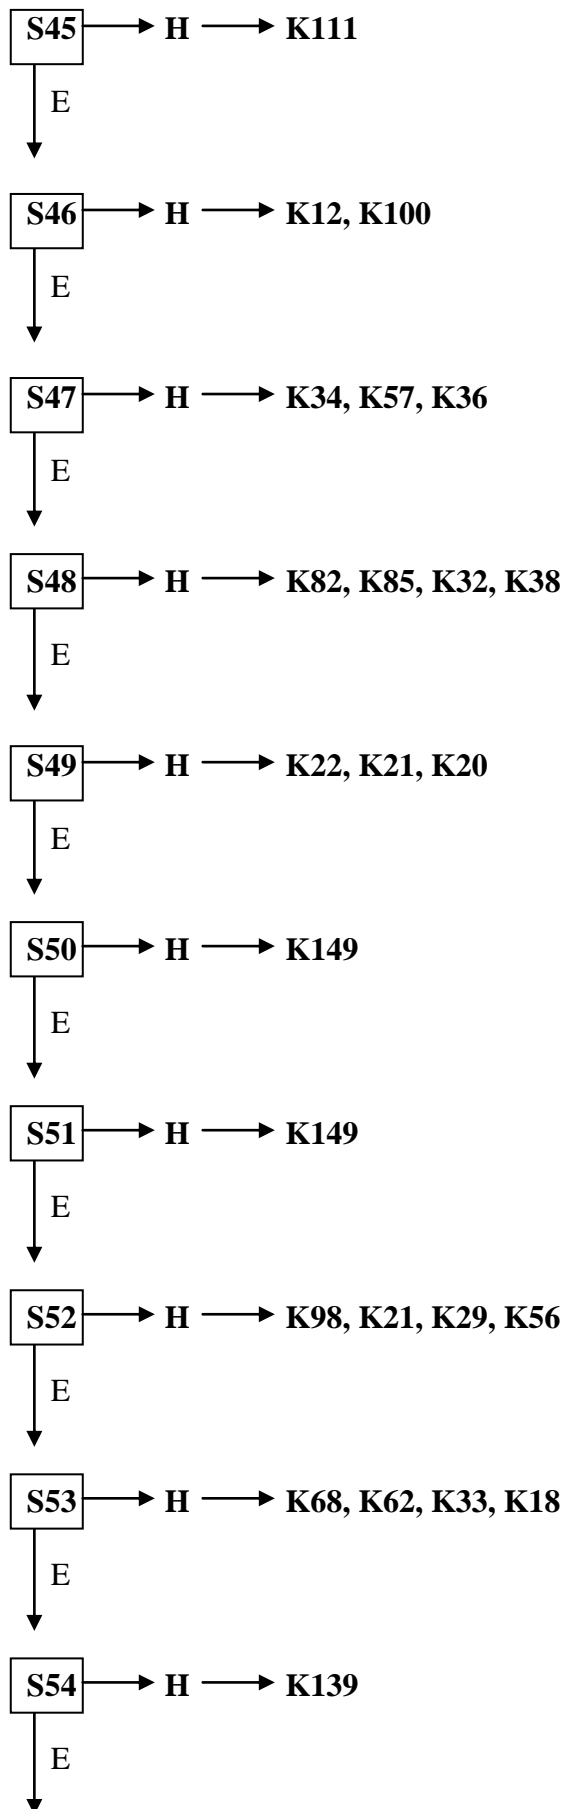 S45 H K111
E
S46 H K12, K100
E
S47 H K34, K57, K36
E
S48 H K82, K85, K32, K38
E
S49 H K22, K21, K20
E
S50 H K149
E
S51 H K149
E
S52 H K98, K21, K29, K56
E
S53 H K68, K62, K33, K18
E
S54 H K139
E